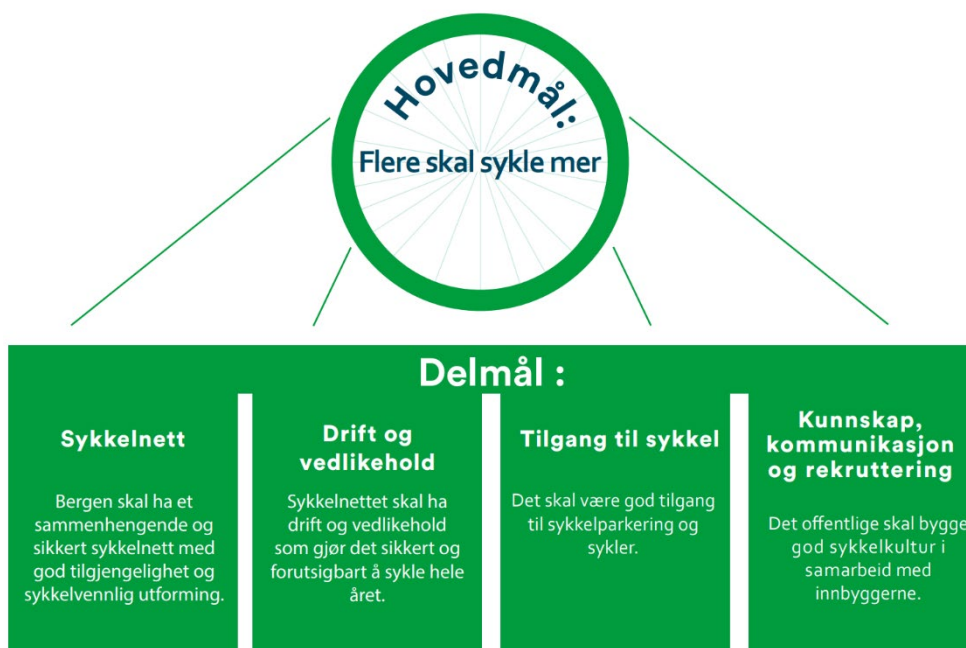 Hovedmål:
Flere skal sykle mer
Delmål :
Sykkelnett
Bergen skal ha et
sammenhengende og
sikkert sykkelnett med
god tilgjengelighet og
sykkelvennlig utforming.
Drift og
vedlikehold
Sykkelnettet skal ha
drift og vedlikehold
som gjør det sikkert og
forutsigbart å sykle hele
året.
Tilgang til sykkel
Det skal være god tilgang
til sykkelparkering og
sykler.
Kunnskap,
kommunikasjon
og rekruttering
Det offentlige skal bygge
god sykkelkultur i
samarbeid med
innbyggerne.